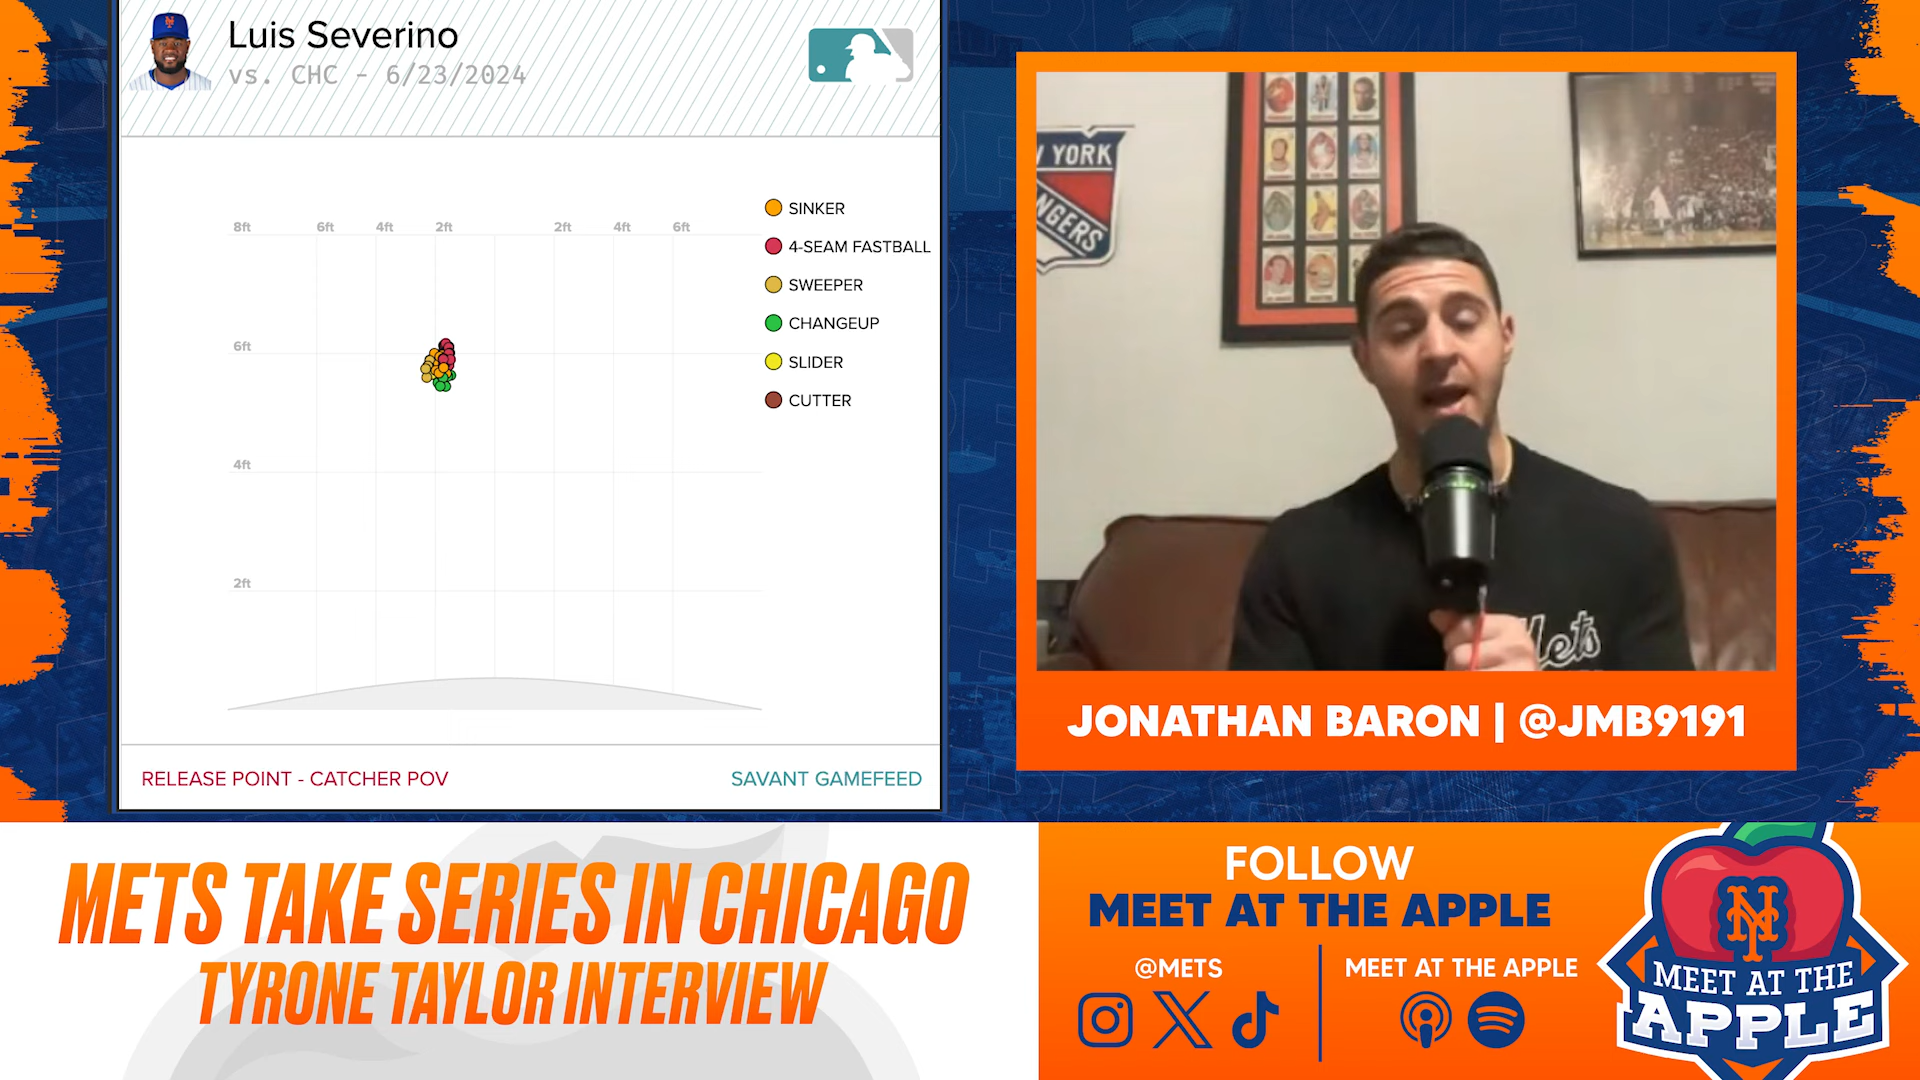 Luis Severino
vs. CHC - 6/23/2024
8ft 6ft 4ft 2ft 2ft 4ft 6ft
6ft
4ft
2ft
SINKER
4-SEAM FASTBALL
SWEEPER
CHANGEUP
SLIDER
CUTTER
RELEASE POINT - CATCHER POV
SAVANT GAMEFEED
YORK
NGERS
Mets
JONATHAN BARON | @JMB9191
METS TAKE SERIES IN CHICAGO
TYRONE TAYLOR INTERVIEW
FOLLOW
MEET AT THE APPLE
@METS
MEET AT THE APPLE
NY
MEET AT THE
APPLE